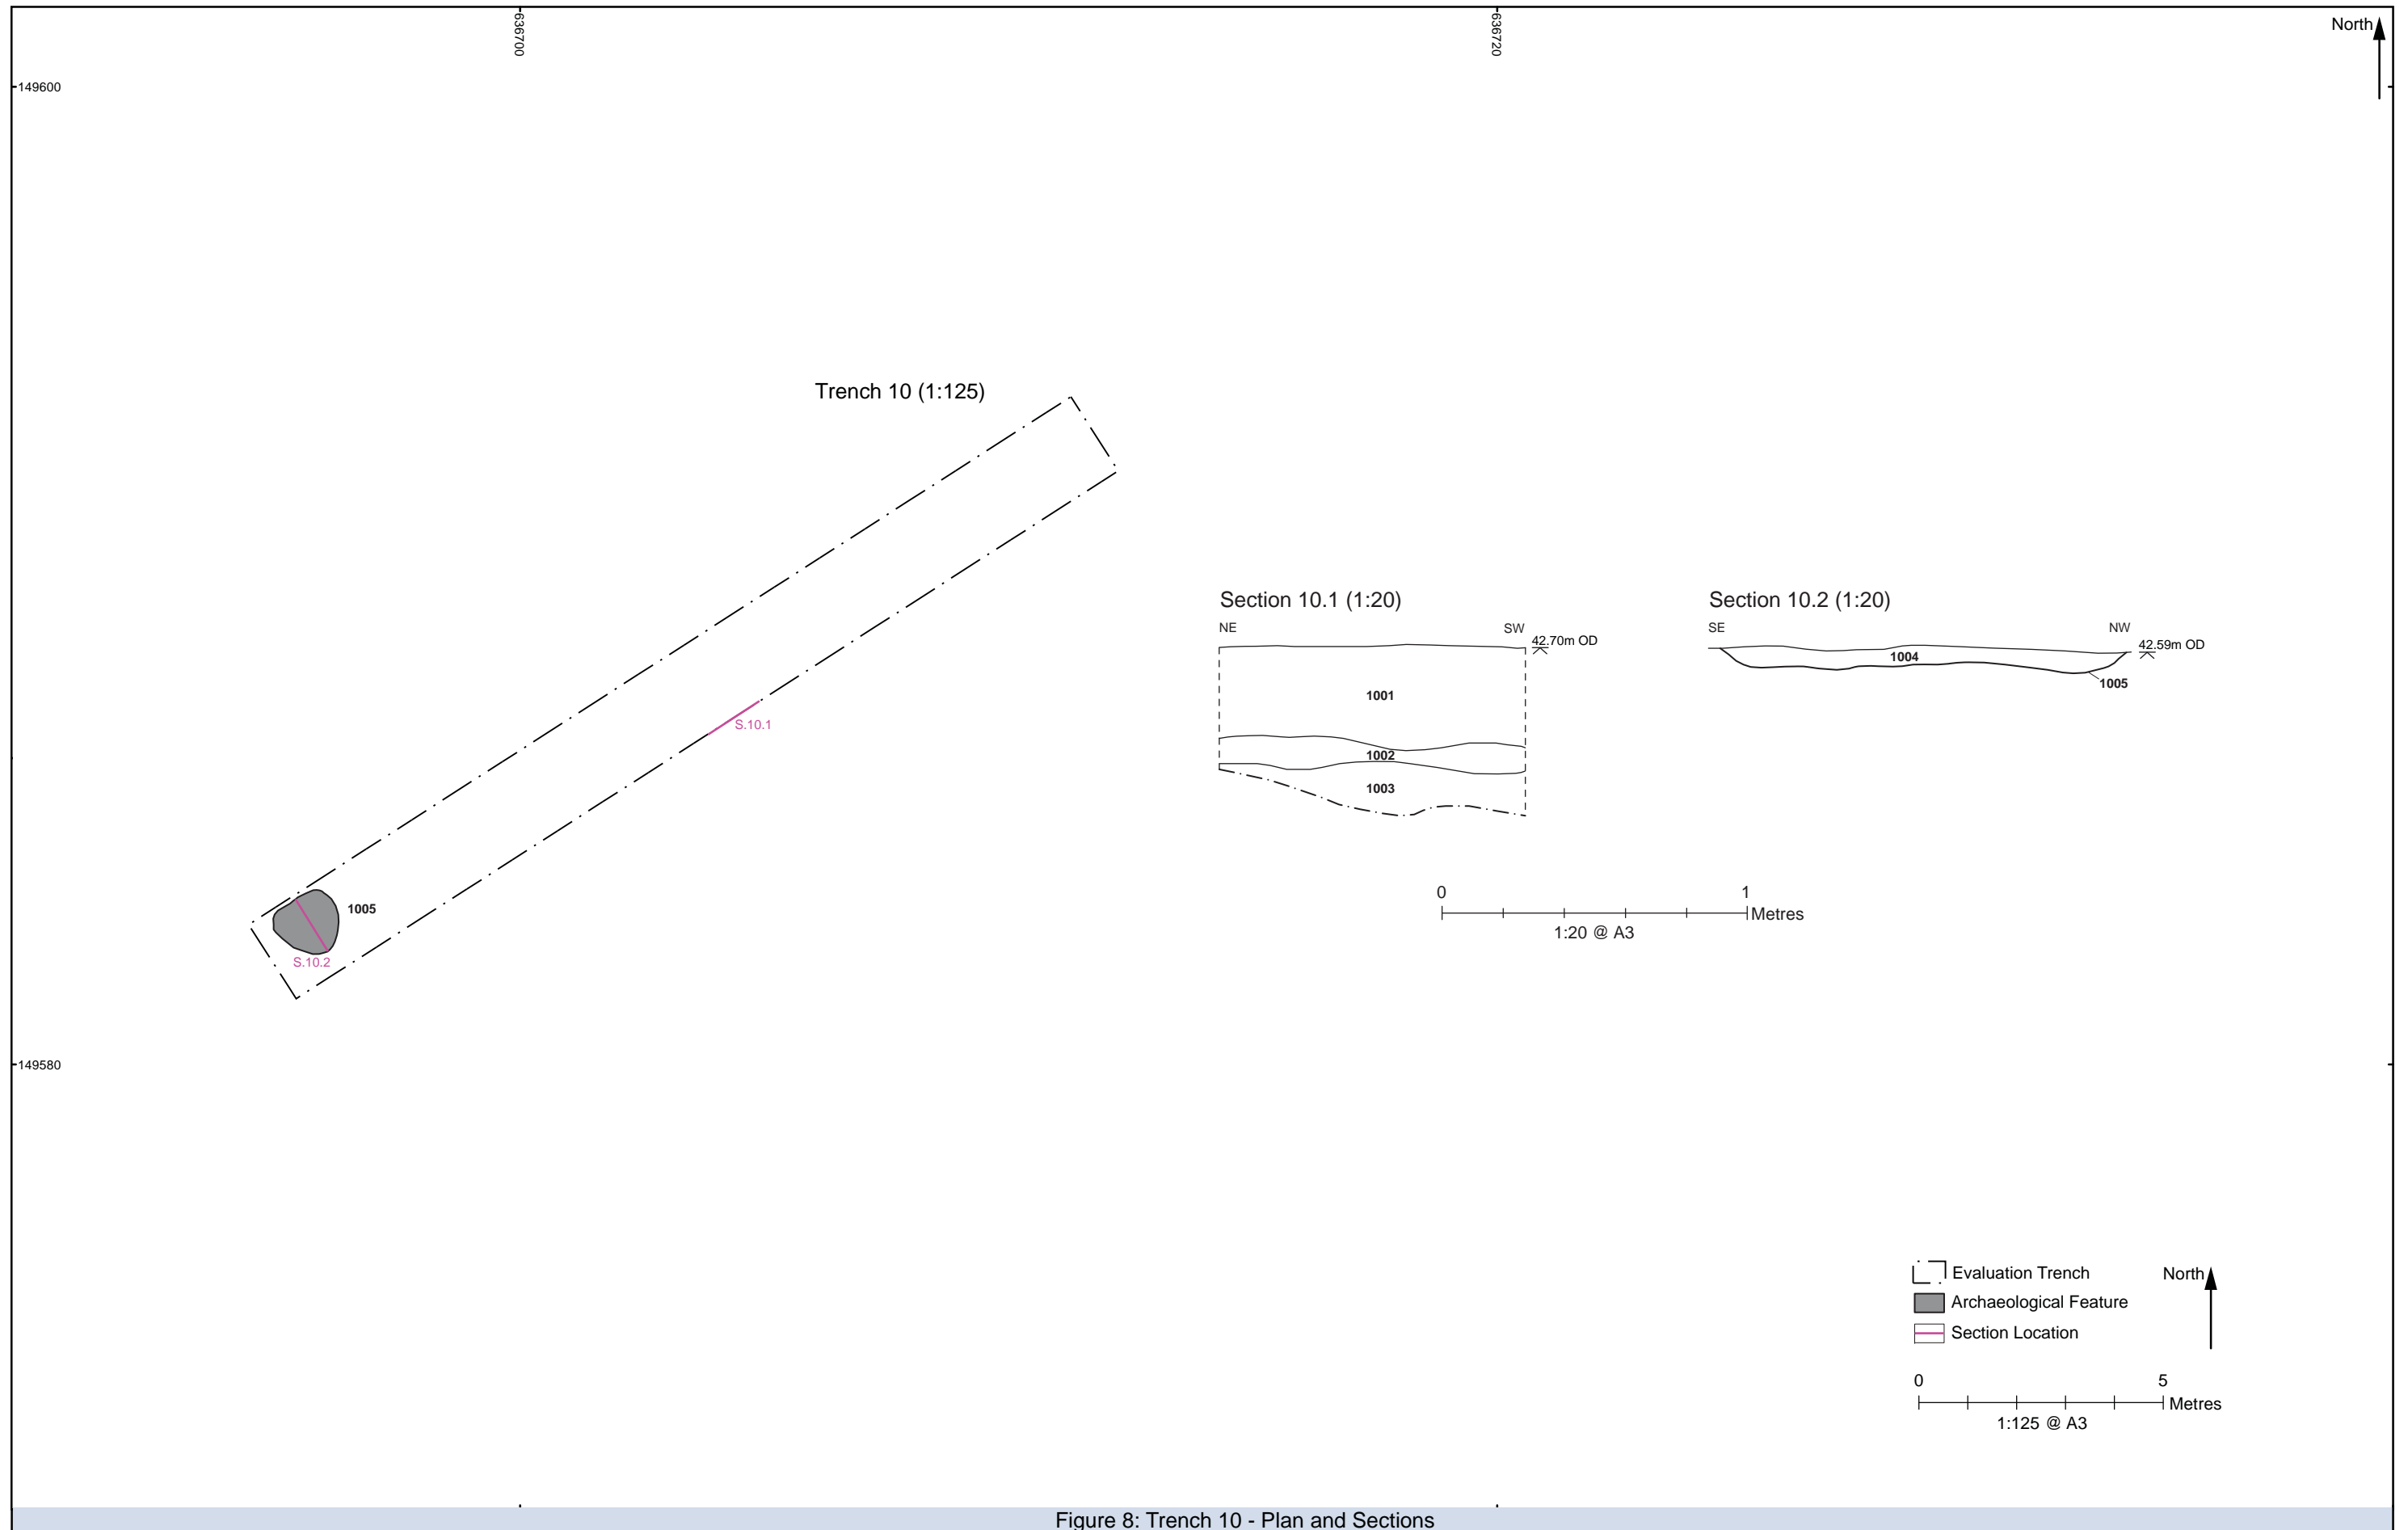 636700
636720
North
149600
Trench 10 (1:125)
Section 10.1 (1:20)
NE
SW
42.70m OD
1001
1002
1003
Section 10.2 (1:20)
SE
NW
42.59m OD
1004
1005
S.10.1
0
1
Metres
1:20 @ A3
1005
S.10.2
149580
Evaluation Trench
Archaeological Feature
Section Location
North
0
5
Metres
1:125 @ A3
Figure 8: Trench 10 - Plan and Sections